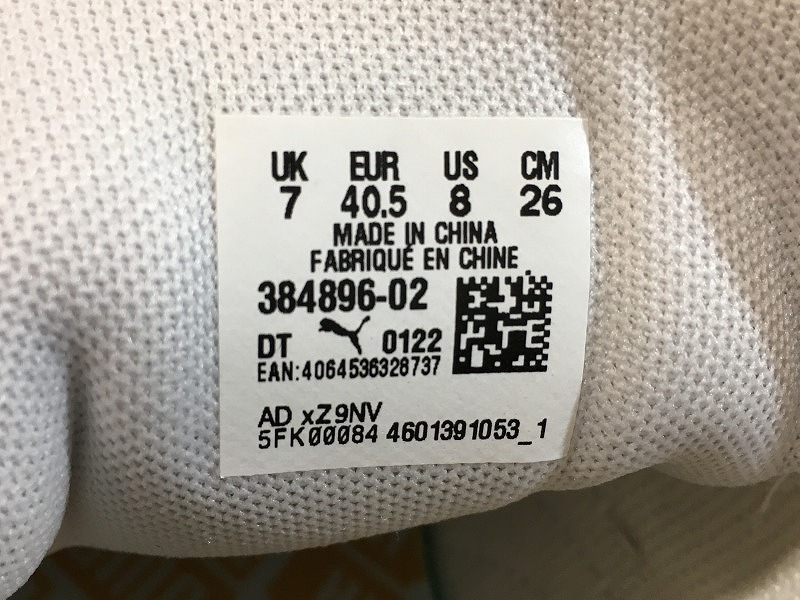 UK EUR US CM
7 40.5 8 26
MADE IN CHINA
FABRIQUÉ EN CHINE
384896-02
DT 0122
EAN:4064536328737
AD xZ9NV
5FK00084 4601391053_1